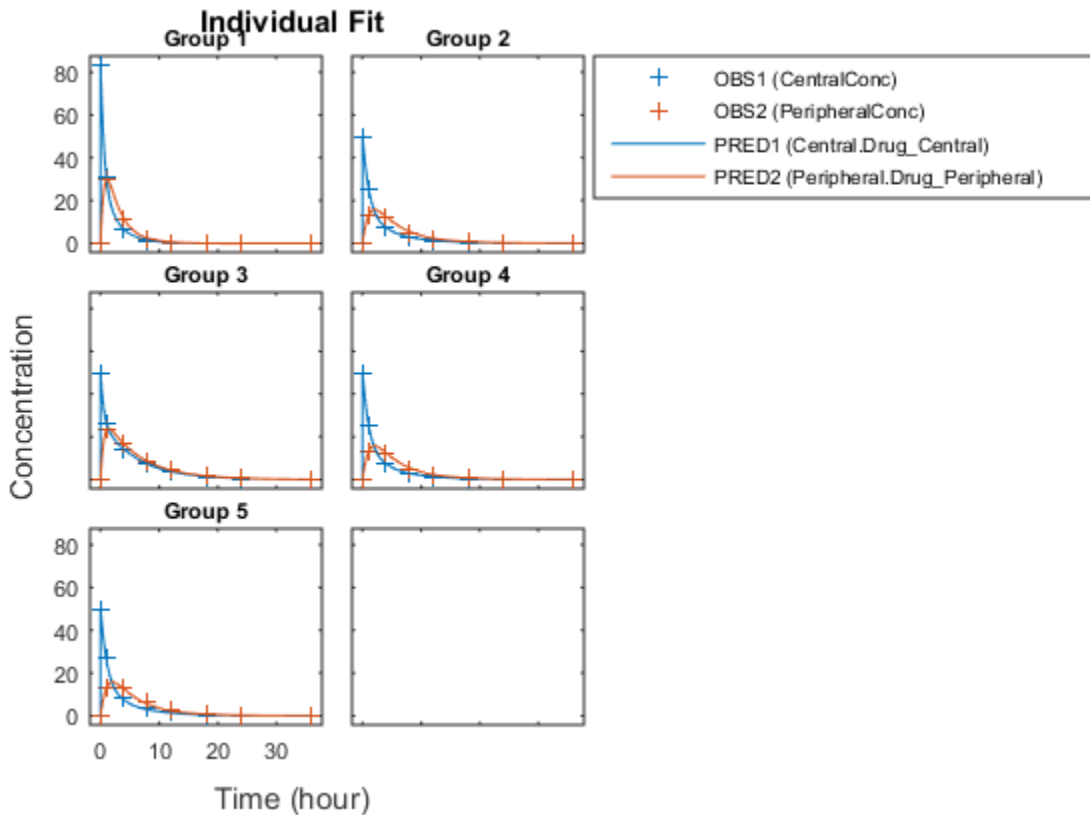 Individual Fit
Group 1
Group 2
80
60
40
20
0
OBS1 (CentralConc)
OBS2 (PeripheralConc)
PRED1 (Central.Drug_Central)
PRED2 (Peripheral.Drug_Peripheral)
Group 3
Group 4
Concentration
Group 5
80
60
40
20
0
0 10 20 30
Time (hour)